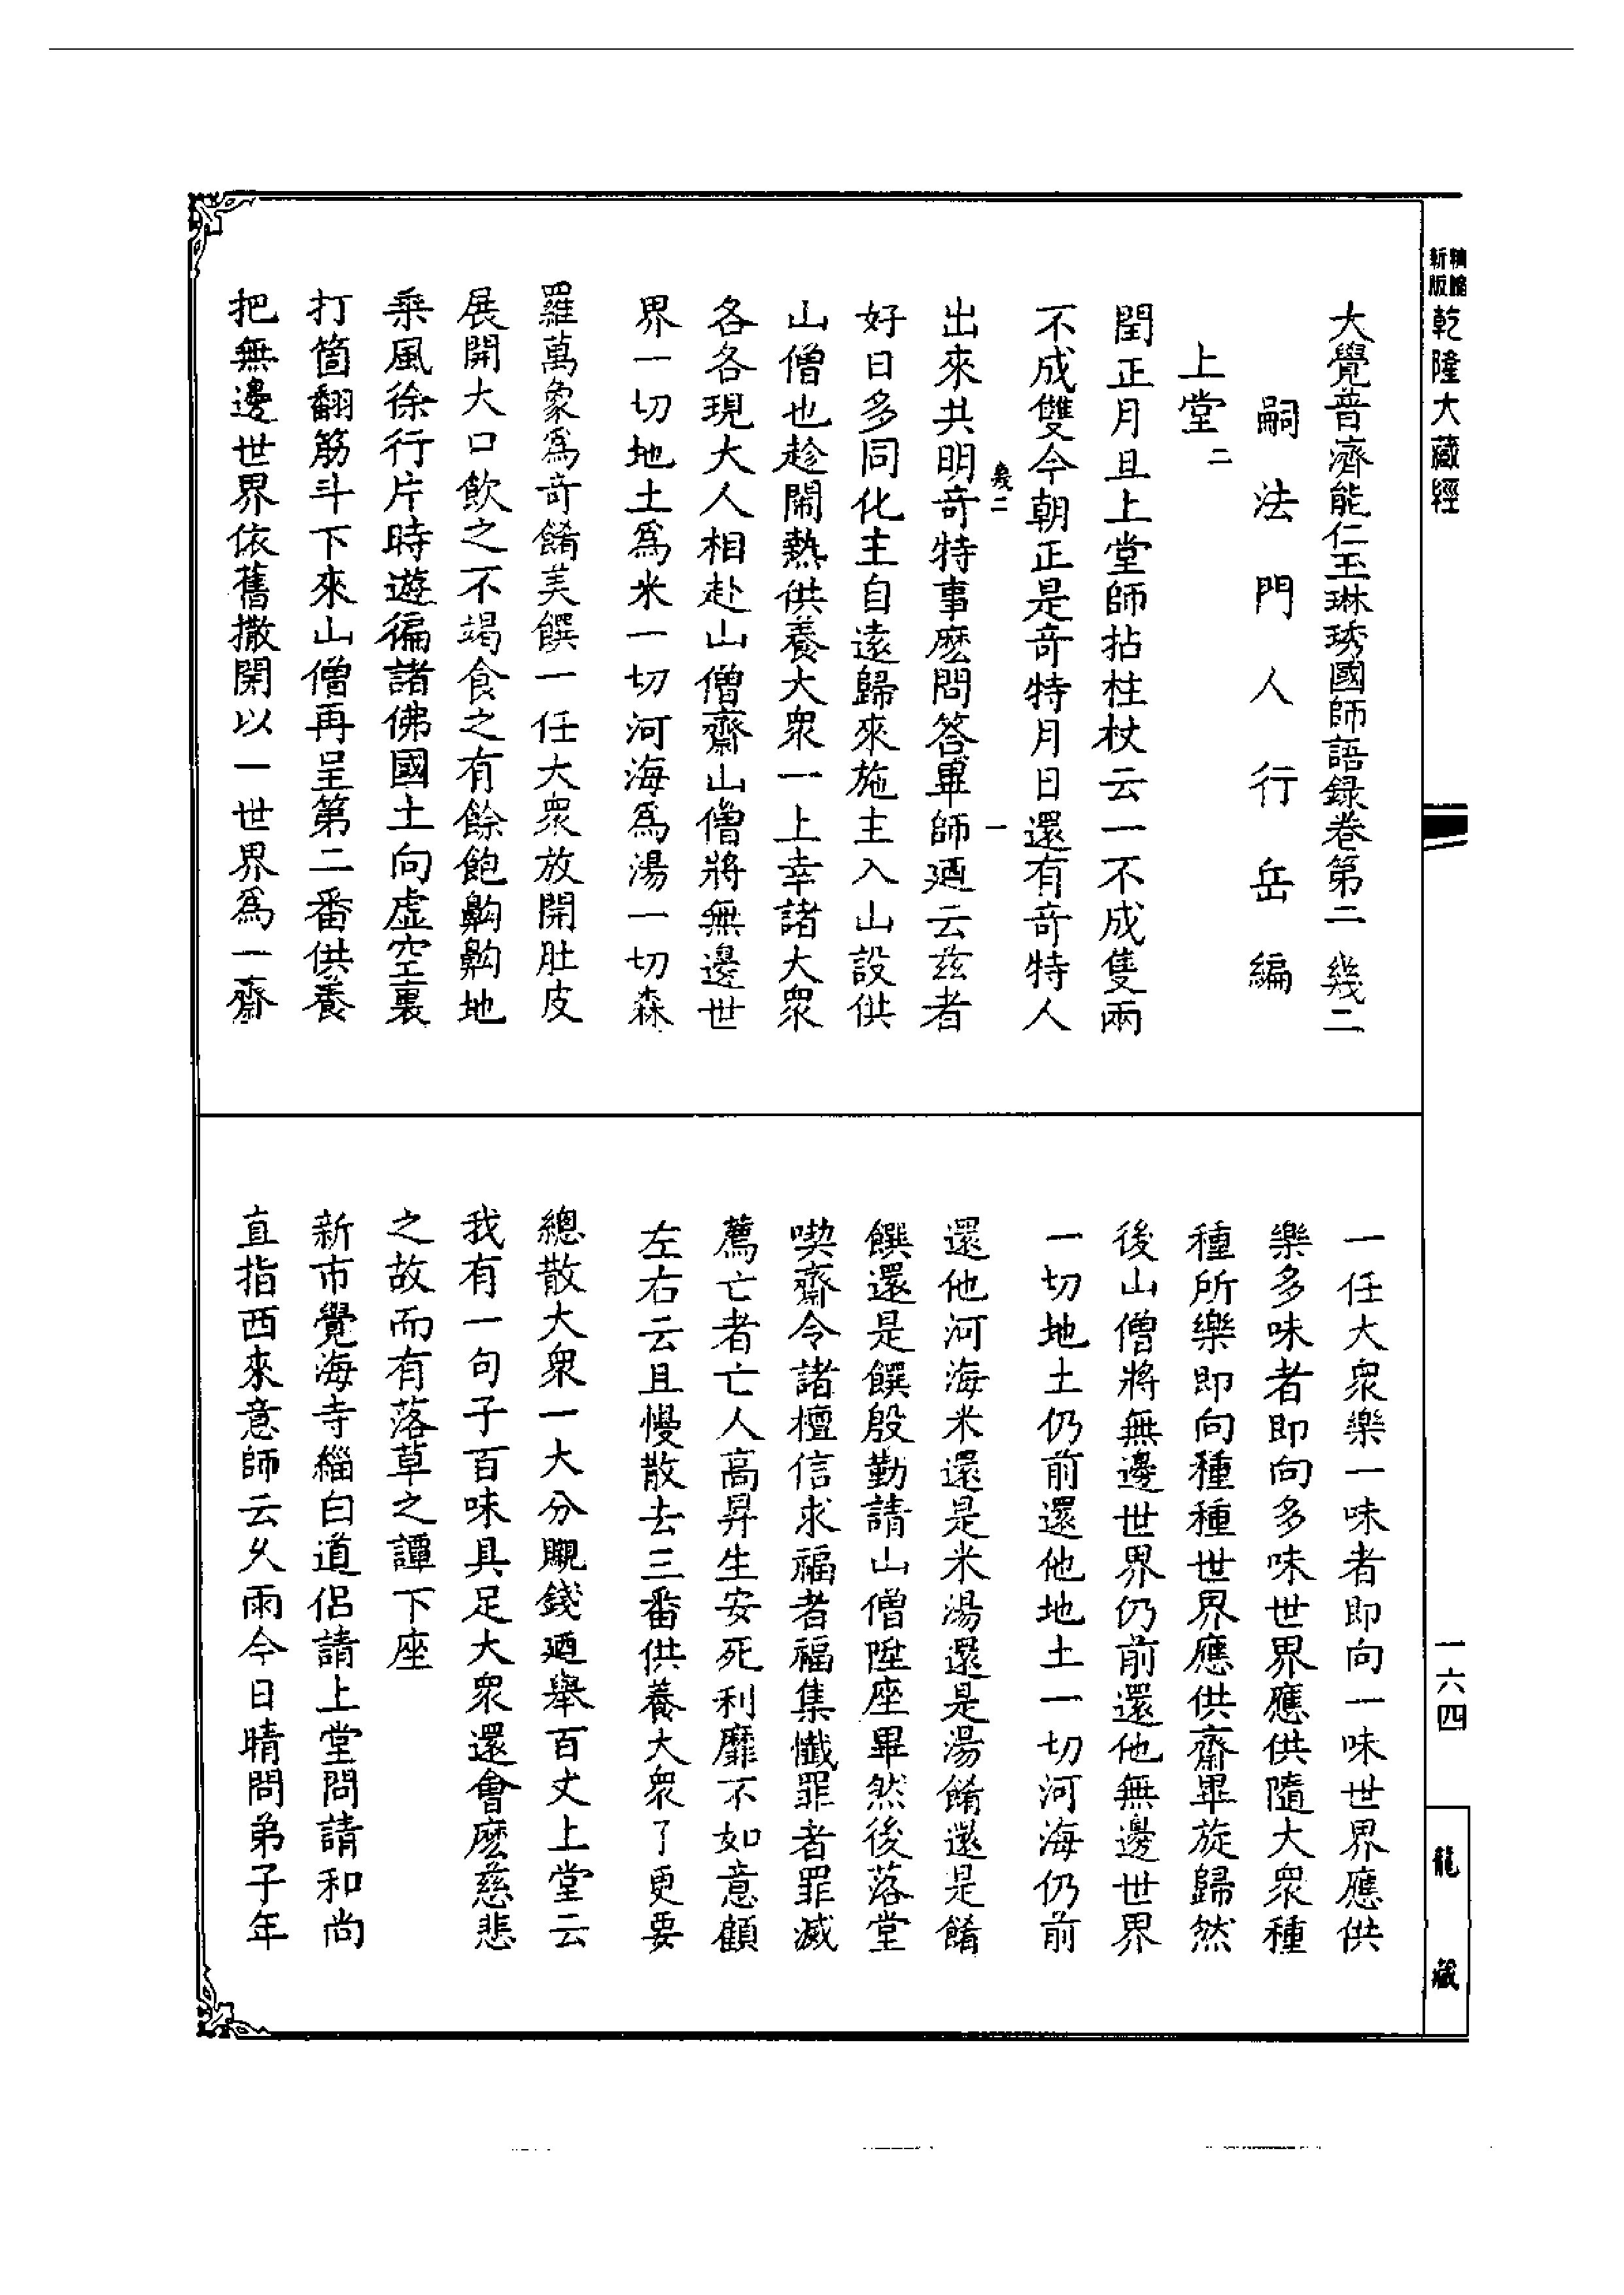 精縮新版乾隆大藏經
大覺普濟能仁玉琳琇國師語録卷第二 幾二
嗣法門人行岳編
上堂二
閏正月旦上堂師拈柱杖云一不成隻兩
不成雙今朝正是奇特月日還有奇特人
幾二 一
出來共明奇特事麽問答畢師廼云茲者
好日多同化主自遠歸來施主入山設供
山僧也趁鬧熱供養大衆一上幸諸大衆
各各現大人相赴山僧齋山僧將無邊世
界一切地土爲米一切河海爲湯一切森
羅萬象爲奇餚美饌一任大衆放開肚皮
展開大口飲之不竭食之有餘飽齁齁地
乘風徐行片時遊徧諸佛國土向虛空裏
打箇翻筋斗下來山僧再呈第二番供養
把無邊世界依舊撒開以一世界爲一齋
一任大衆樂一味者即向一味世界應供
樂多味者即向多味世界應供隨大衆種
種所樂即向種種世界應供齋畢旋歸然
後山僧將無邊世界仍前還他無邊世界
一切地土仍前還他地土一切河海仍前
還他河海米還是米湯還是湯餚還是餚
饌還是饌殷勤請山僧陞座畢然後落堂
喫齋令諸檀信求福者福集懺罪者罪滅
薦亡者亡人高昇生安死利靡不如意顧
左右云且慢散去三番供養大衆了更要
總散大衆一大分瞡錢廼舉百丈上堂云
我有一句子百味具足大衆還會麽慈悲
之故而有落草之譚下座
新市覺海寺緇白道侶請上堂問請和尚
直指西來意師云久雨今日晴問弟子年
一六四
龍藏